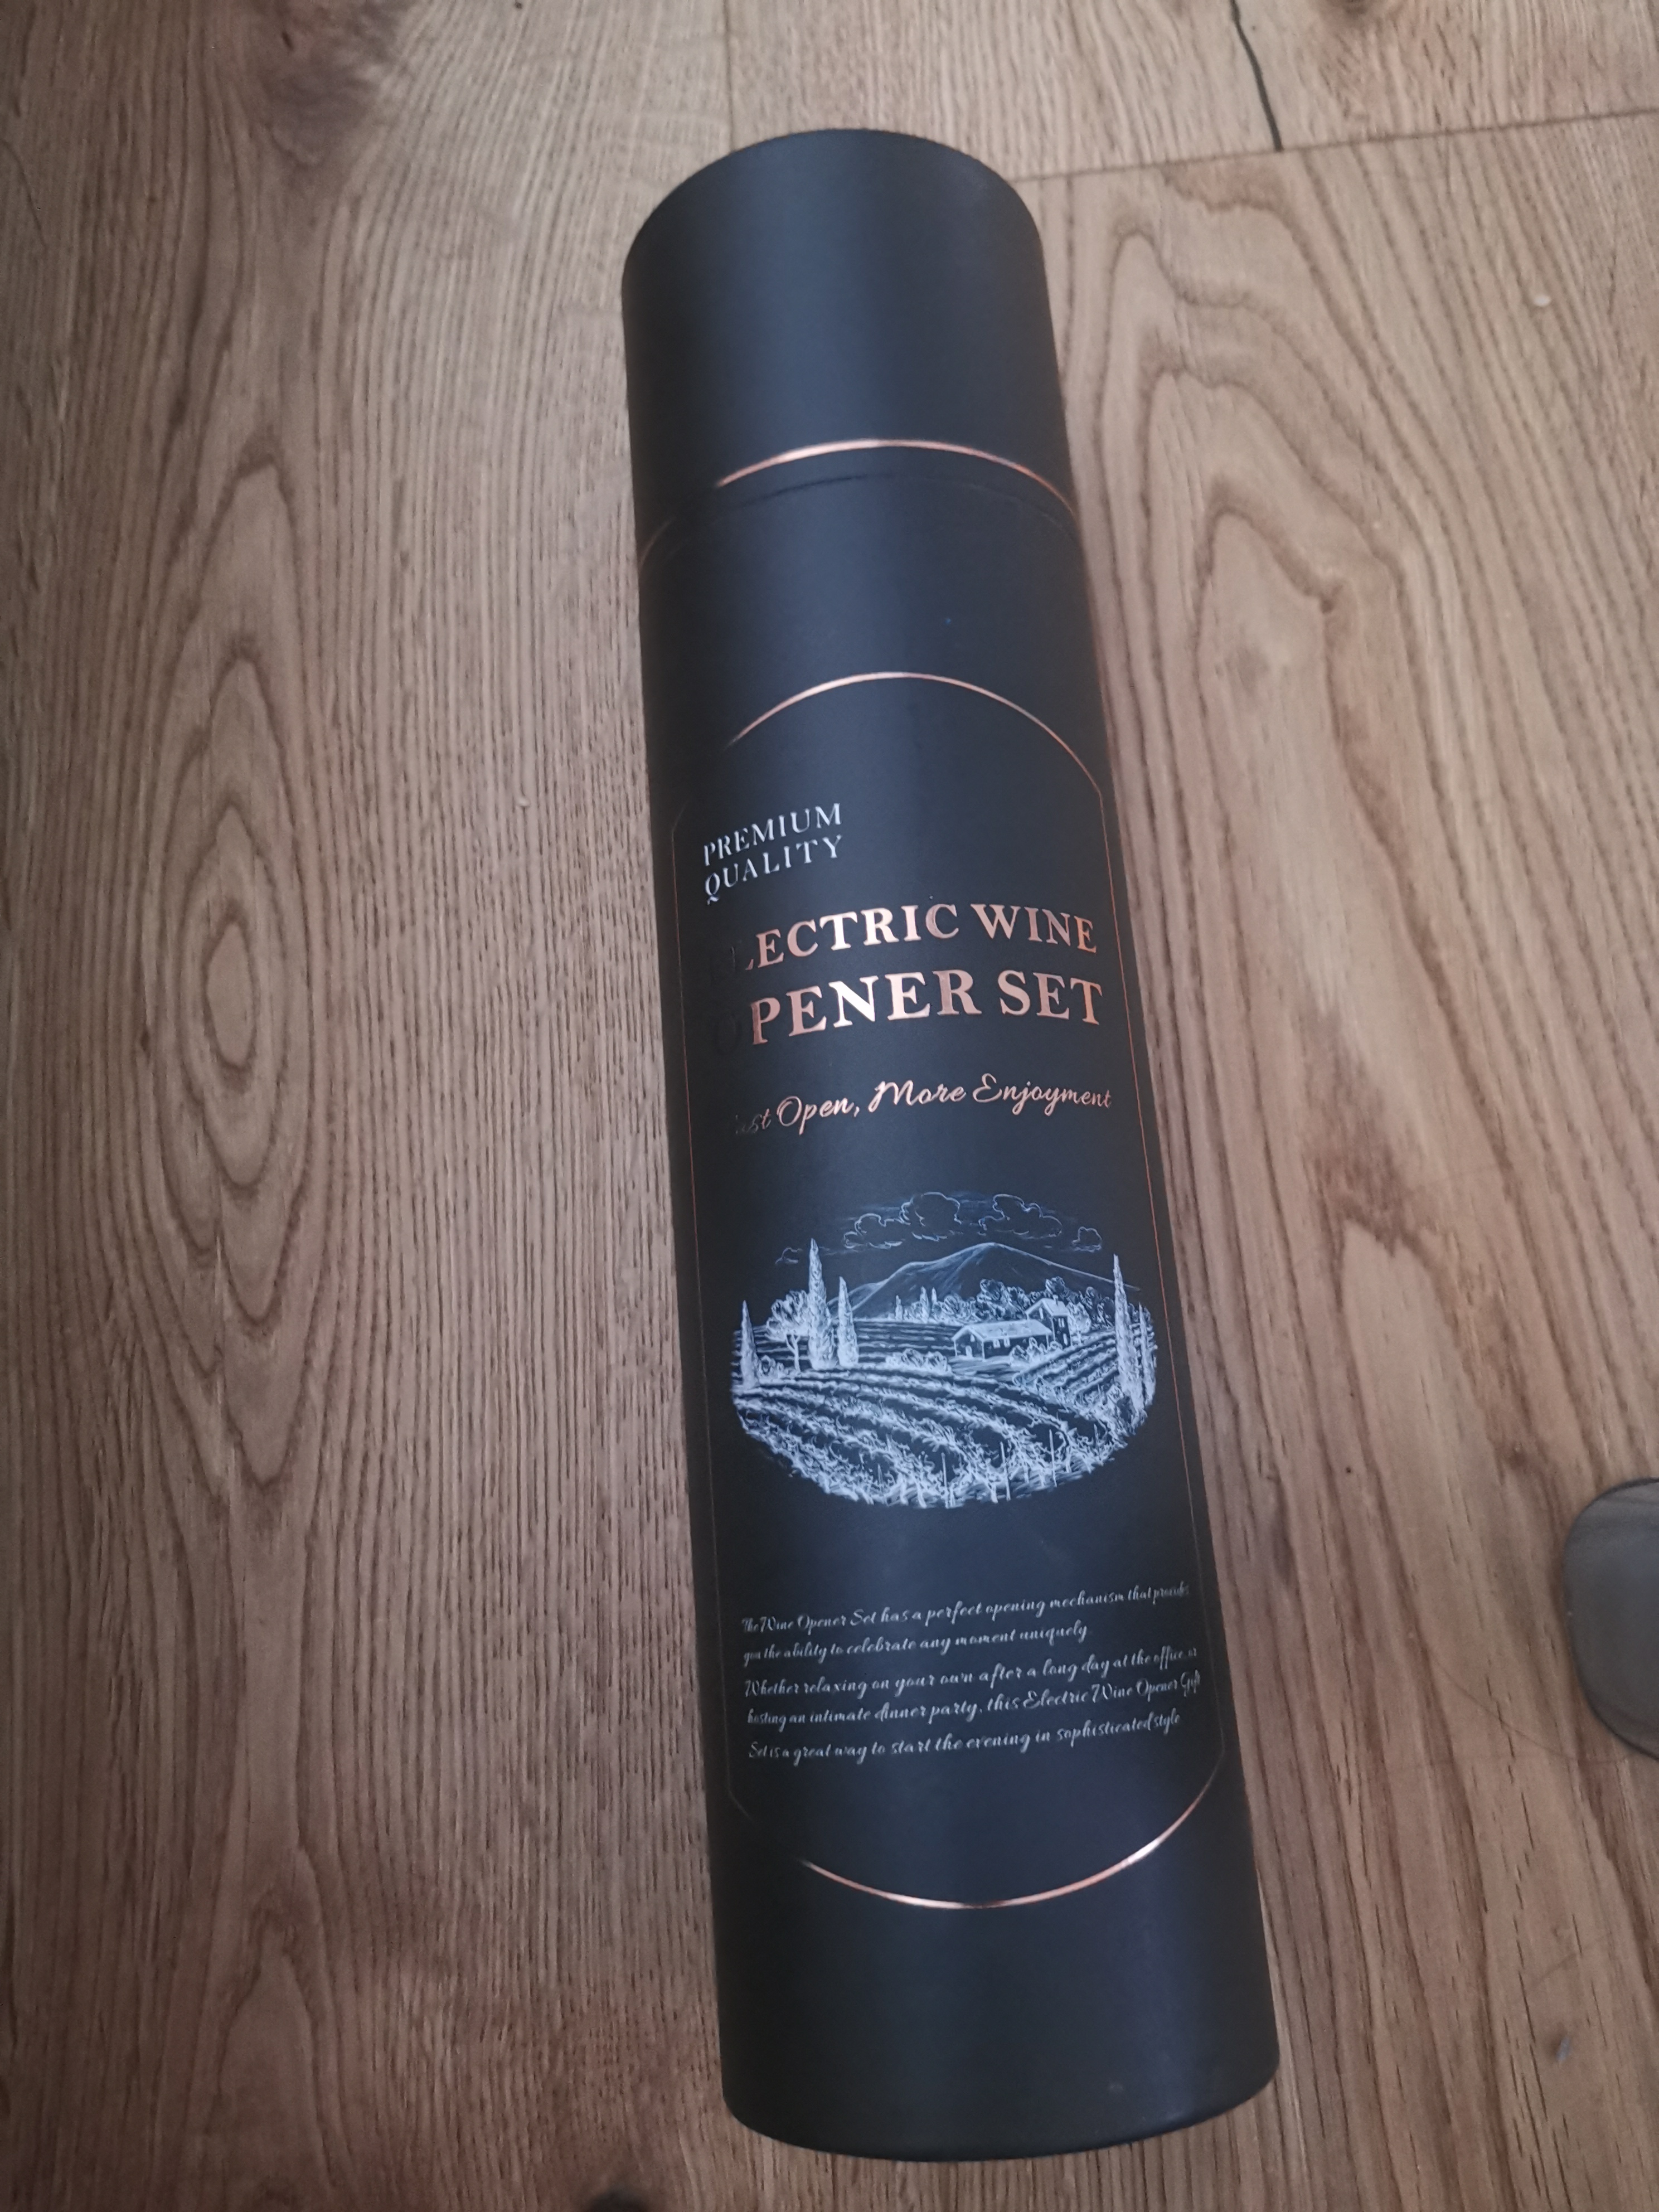 PREMIUM
QUALITY
ELECTRIC WINE
OPENER SET
Fast Open, More Enjoyment
The Wine Opener Set has a perfect opening mechanism that provides
you the ability to celebrate any moment uniquely.
Whether relaxing on your own after a long day at the office or
hosting an intimate dinner party, this Electric Wine Opener Gift
Set is a great way to start the evening in sophisticated style